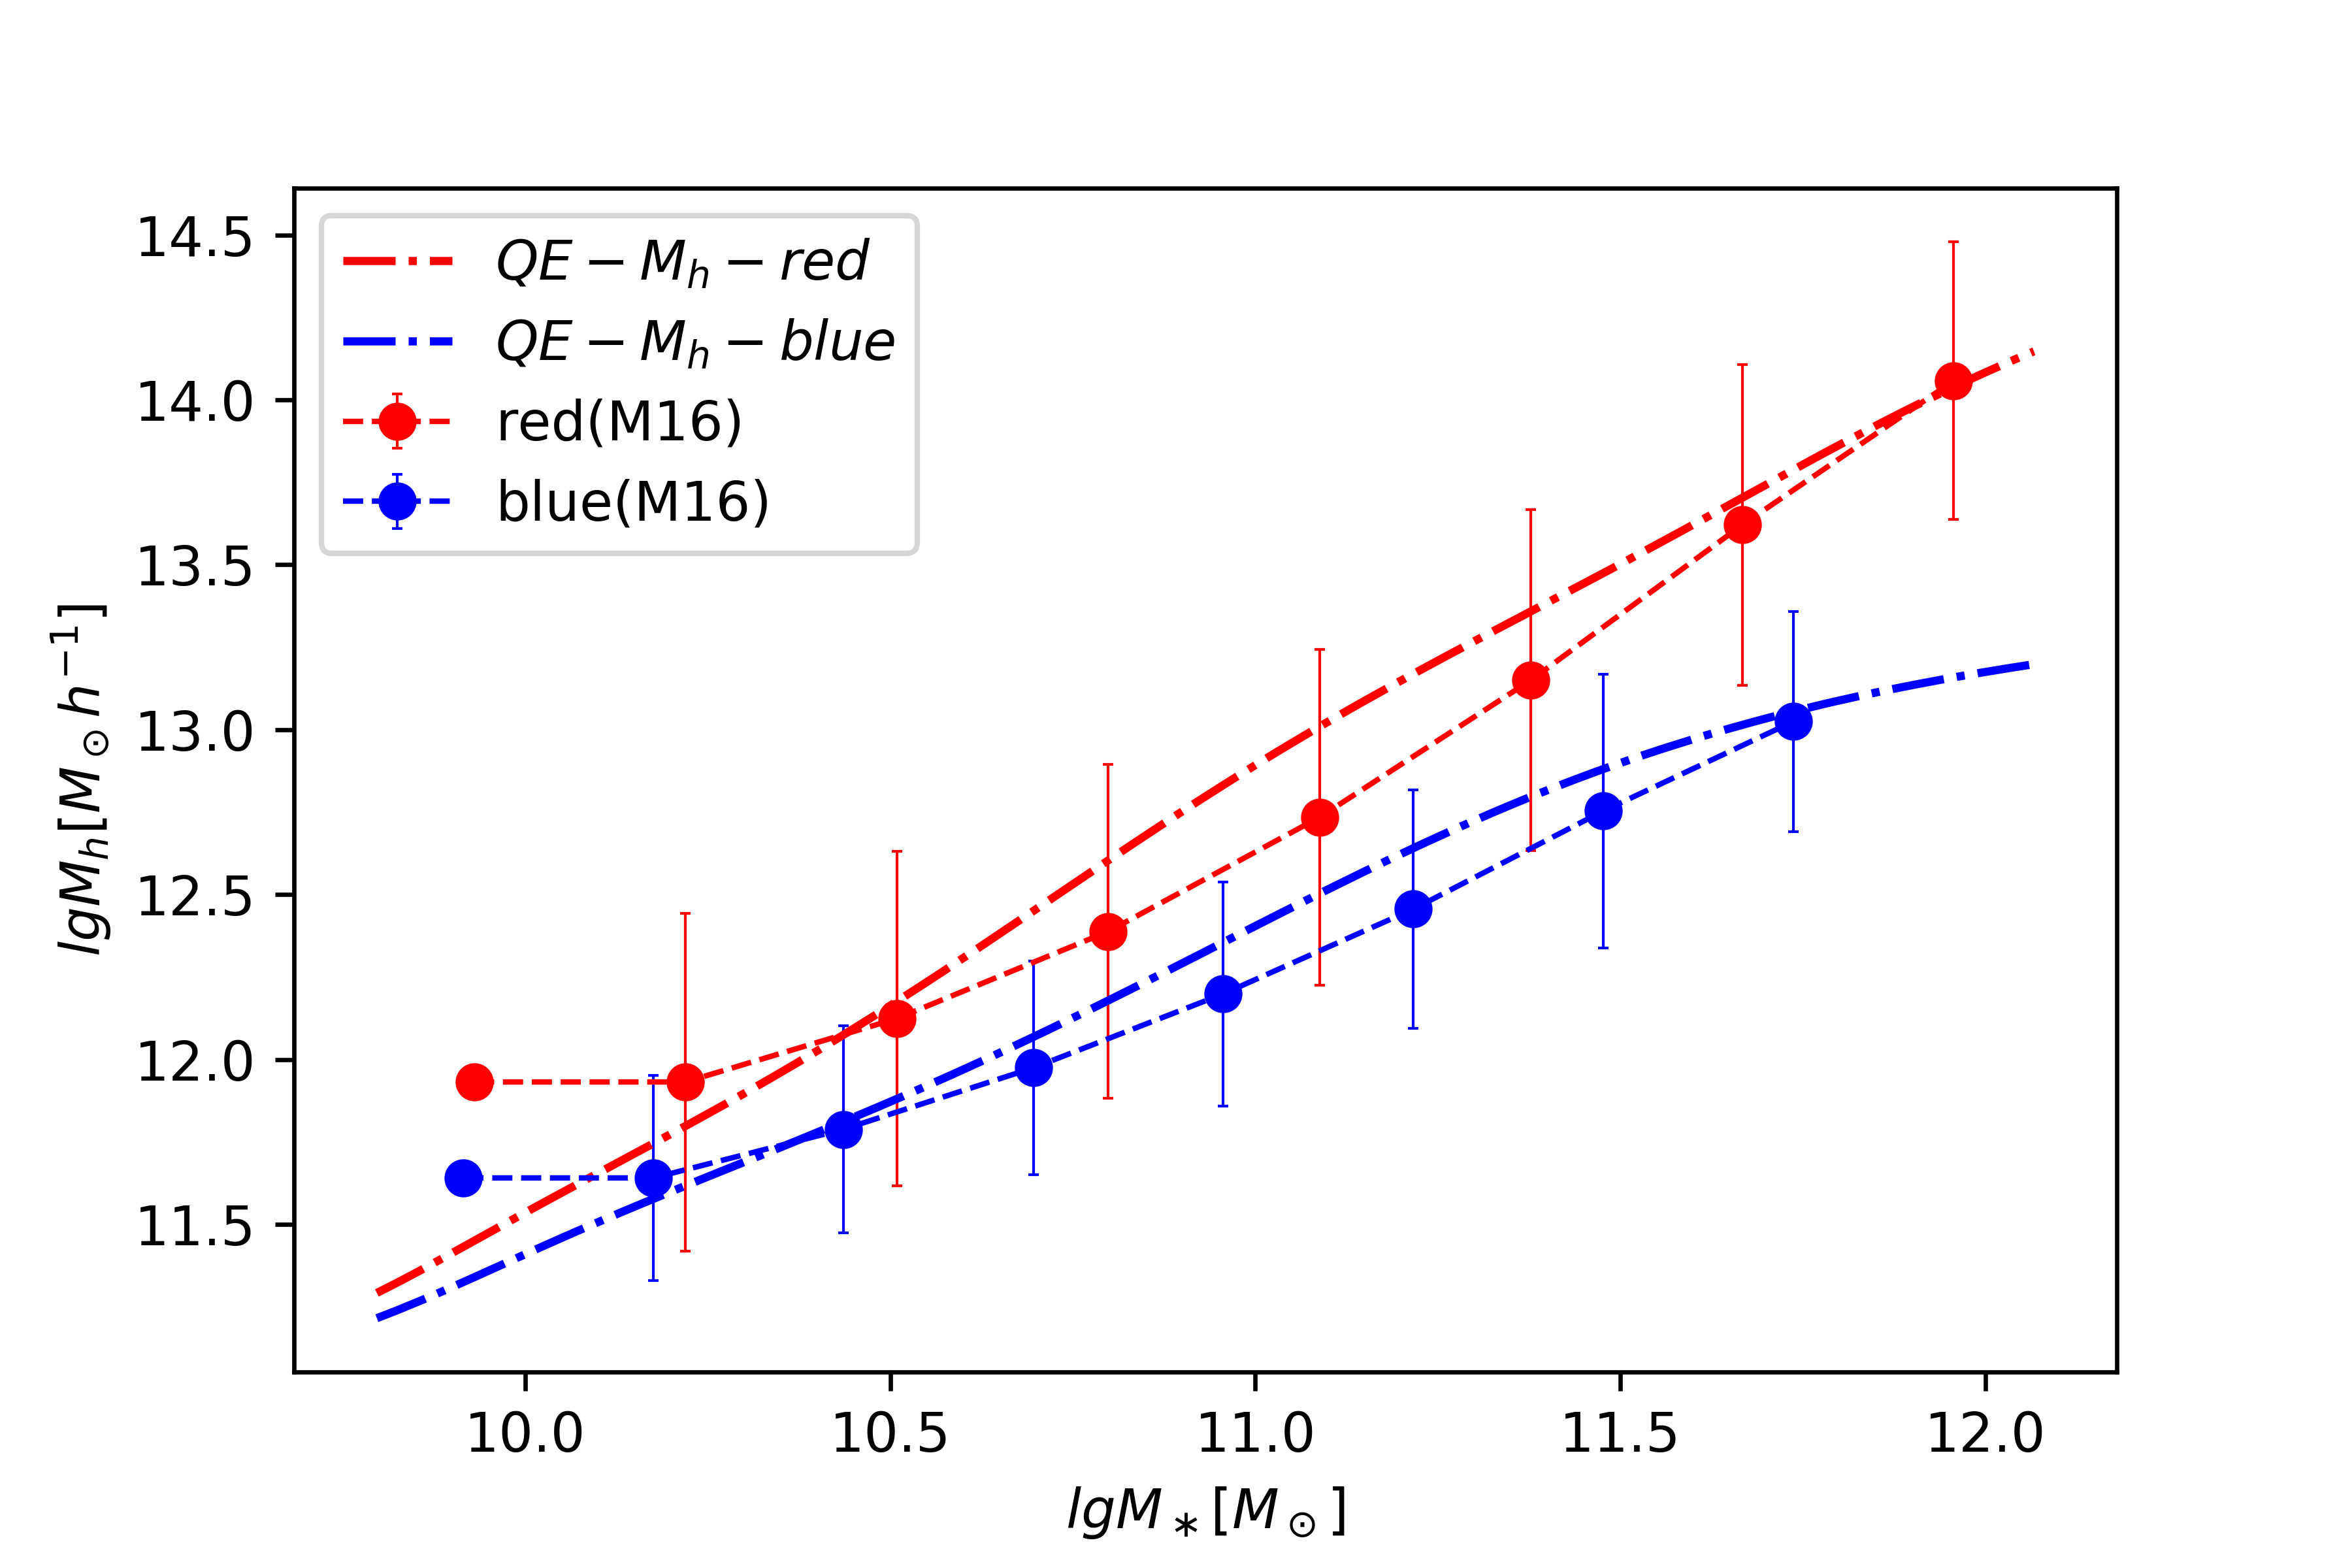 QE − M_h − red
QE − M_h − blue
red(M16)
blue(M16)
14.5
14.0
13.5
13.0
12.5
12.0
11.5
lgM_h[M_⊙h^−1]
10.0 10.5 11.0 11.5 12.0
lgM_*[M_⊙]